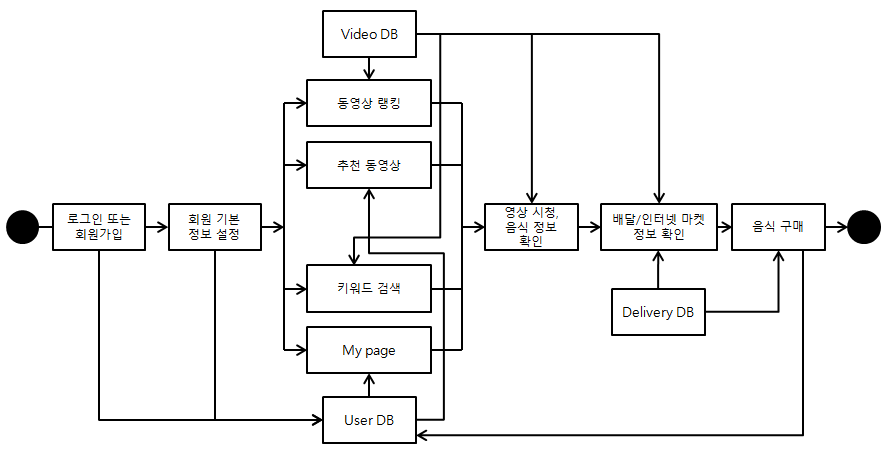 Video DB
동영상 랭킹
추천 동영상
로그인 또는
회원가입
회원 기본
정보 설정
영상 시청,
음식 정보
확인
배달/인터넷 마켓
정보 확인
음식 구매
키워드 검색
Delivery DB
My page
User DB